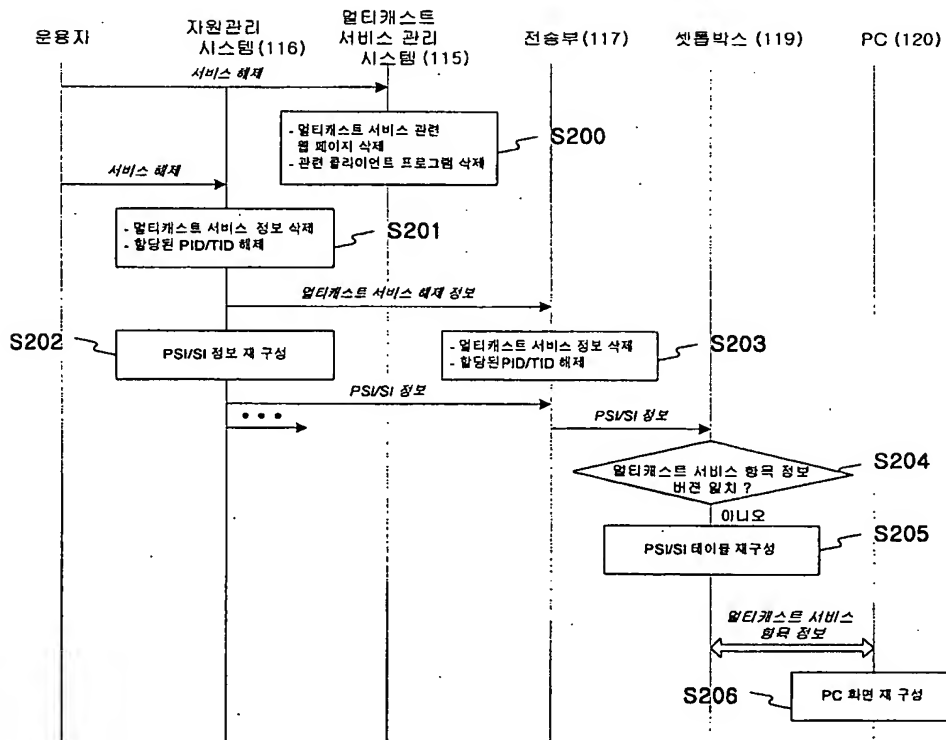 운용자
자원관리
시스템(116)
멀티캐스트
서비스 관리
시스템(115)
전송부(117)
셋톱박스(119)
PC(120)
서비스 해제
- 멀티캐스트 서비스 관련
웹 페이지 삭제
- 관련 클라이언트 프로그램 삭제
S200
서비스 해제
- 멀티캐스트 서비스 정보 삭제
- 할당된 PID/TID 해제
S201
멀티캐스트 서비스 해제 정보
S202
PSI/SI 정보 재 구성
- 멀티캐스트 서비스 정보 삭제
- 할당된PID/TID 해제
S203
PSI/SI 정보
PSI/SI 정보
멀티캐스트 서비스 항목 정보
버젼 일치 ?
S204
아니오
PSI/SI 테이블 재구성
S205
멀티캐스트 서비스
항목 정보
S206
PC 화면 재 구성